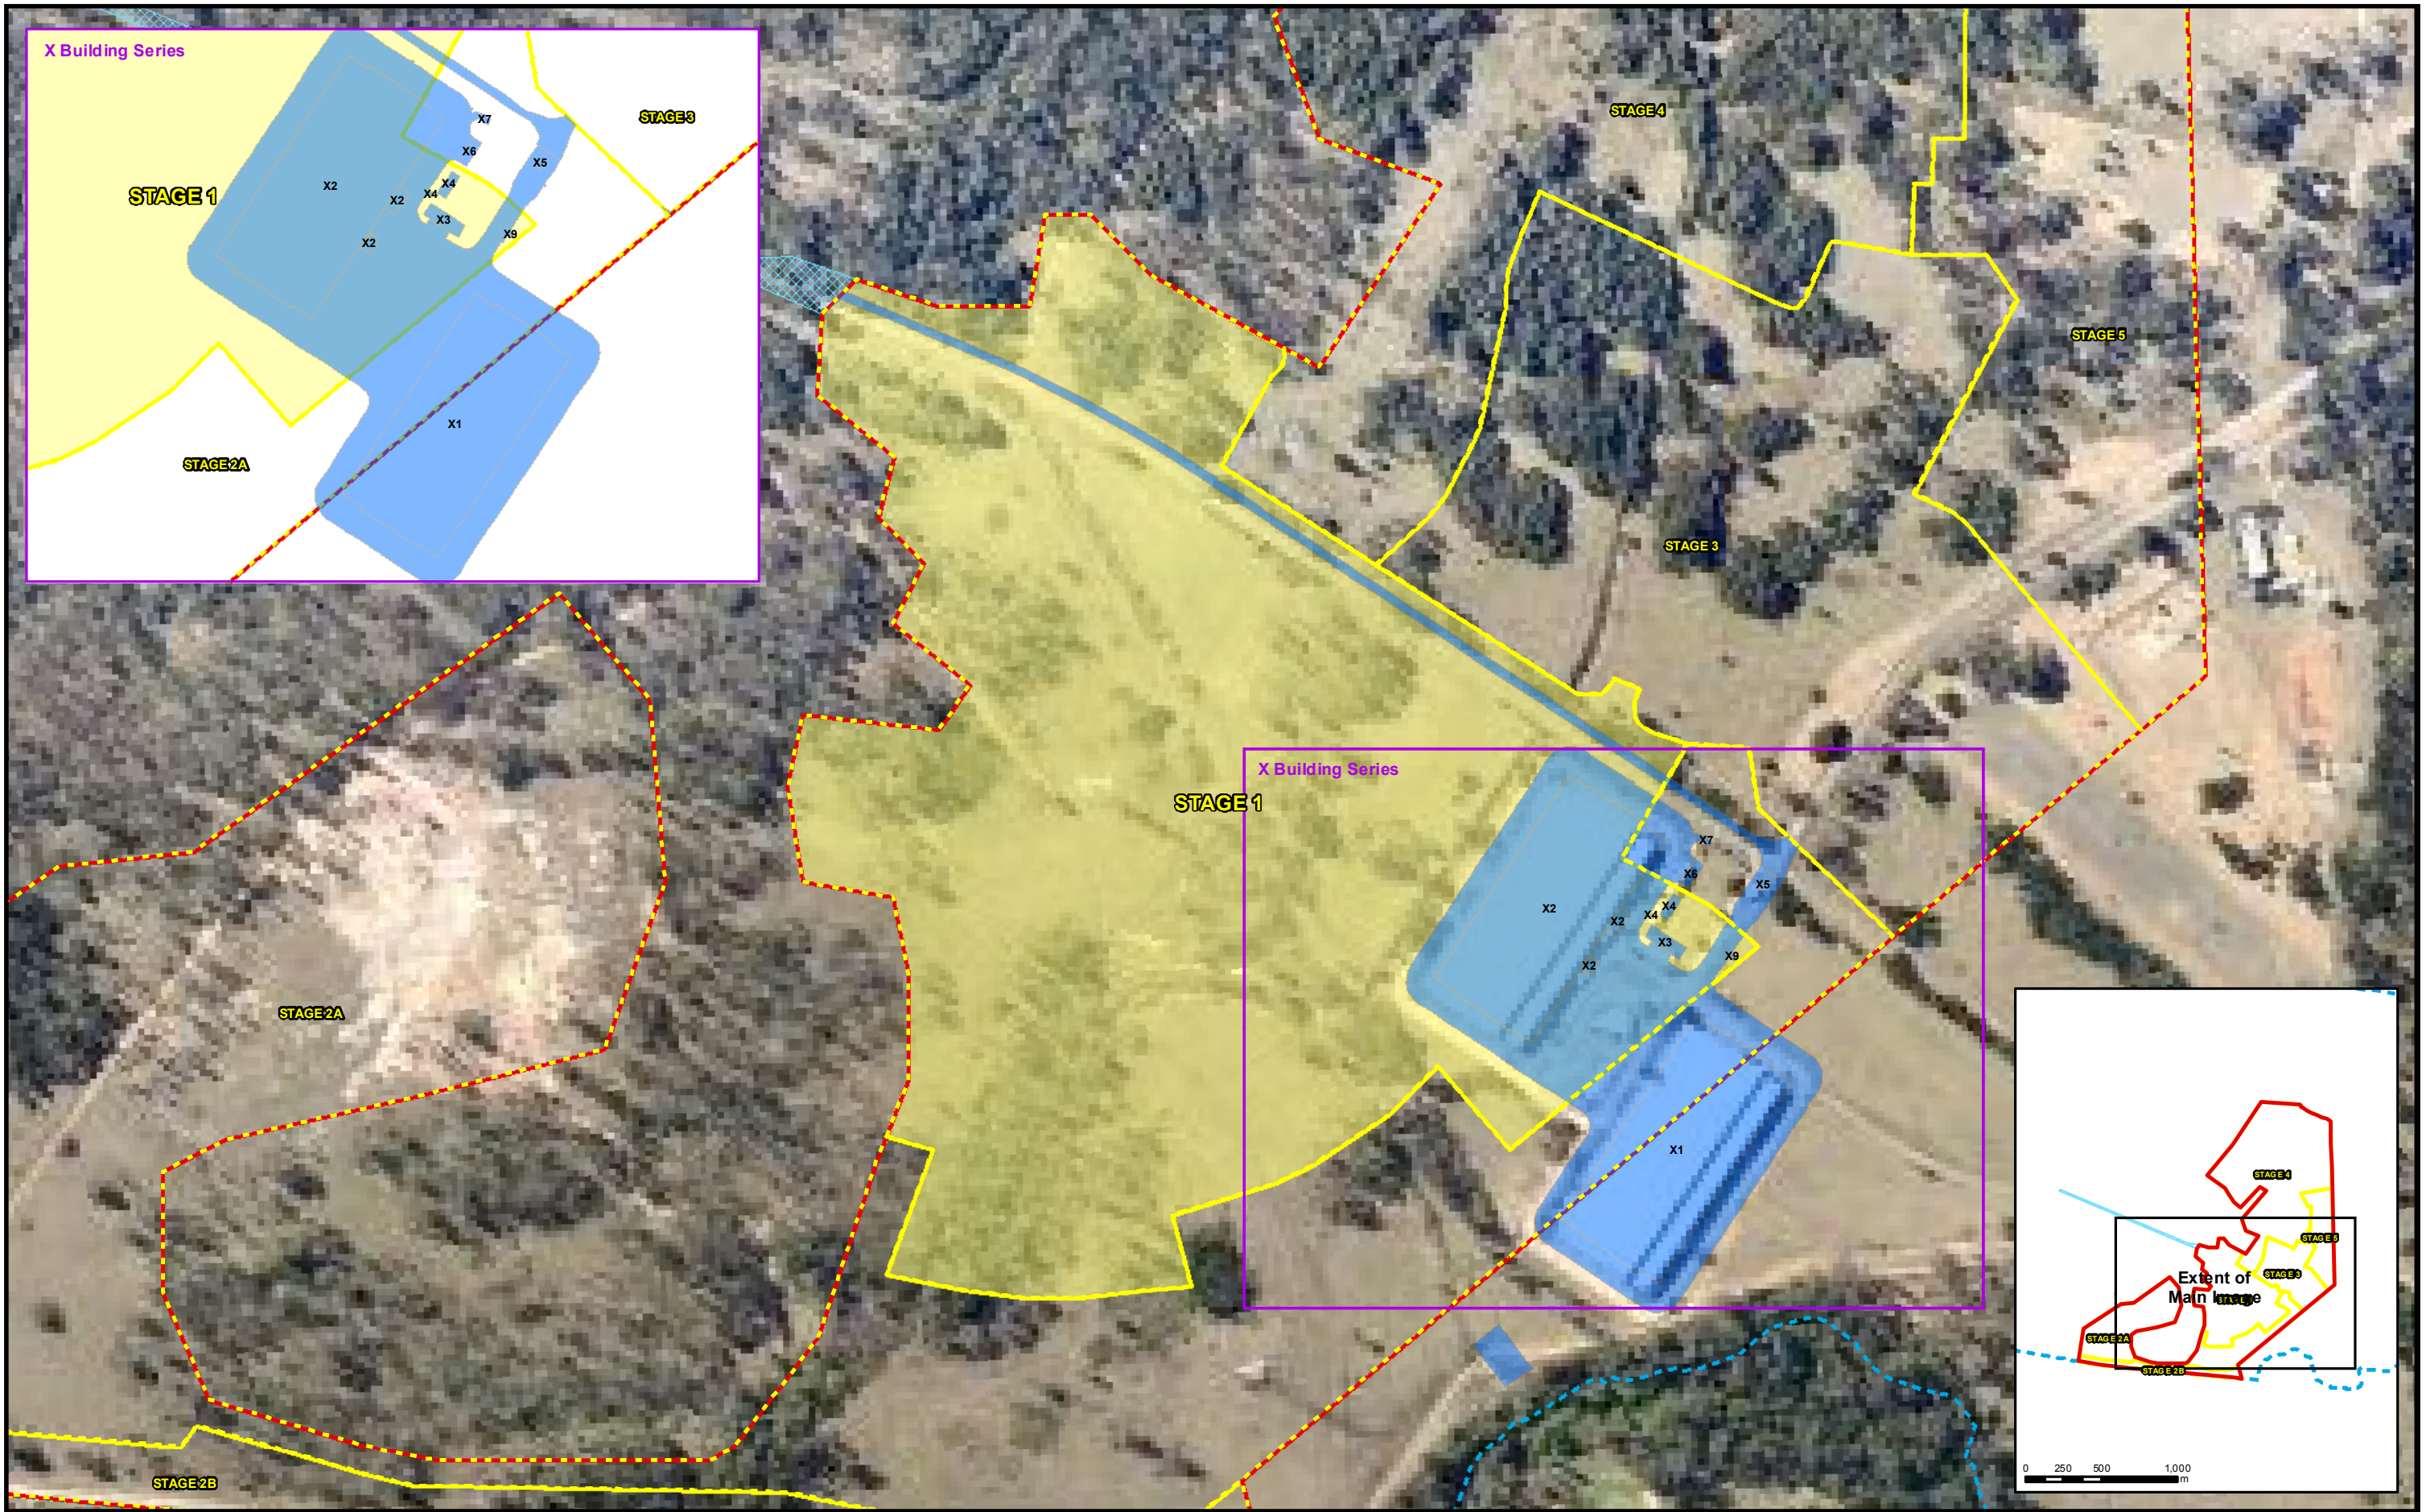 X Building Series
STAGE 3
X7
X6
X5
STAGE 1
X2
X4
X2
X4
X3
X9
X2
X1
STAGE 2A
STAGE 4
STAGE 5
STAGE 3
X Building Series
STAGE 1
X7
X6
X5
X2
X4
X4
X2
X3
X9
X2
X1
STAGE 2A
STAGE 2B
STAGE 4
STAGE 5
STAGE 3
Extent of
Main Image
STAGE 2A
STAGE 2B
0 250 500 1,000
m